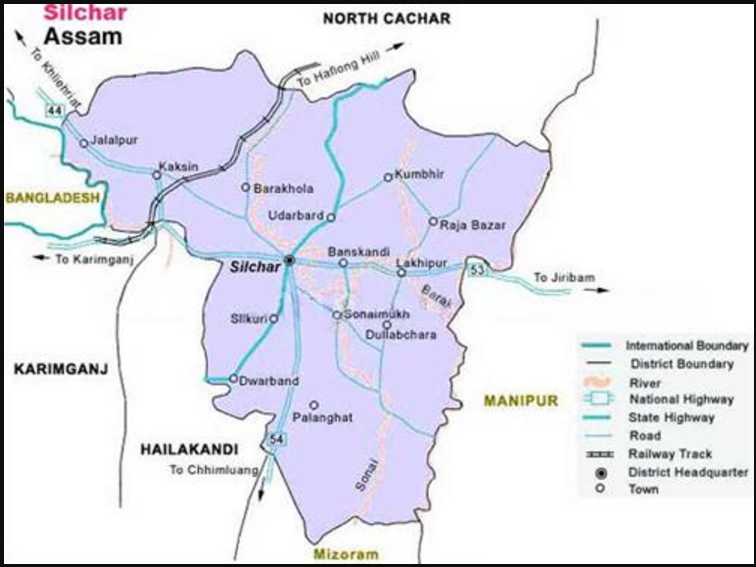 Silchar
Assam
NORTH CACHAR
To Khliehriat
To Haflong Hill
44
Jalalpur
Kaksin
Kumbhir
Barakhola
BANGLADESH
Udarbard
Raja Bazar
Banskandi
To Karimganj
Silchar
Lakhipur
53
To Jiribam
Barak
SIlkuri
Sonaimukh
Dullabchara
International Boundary
District Boundary
KARIMGANJ
Dwarband
River
MANIPUR
National Highway
Palanghat
State Highway
Road
54
HAILAKANDI
Railway Track
To Chhimluang
Sonai
District Headquarter
Town
Mizoram